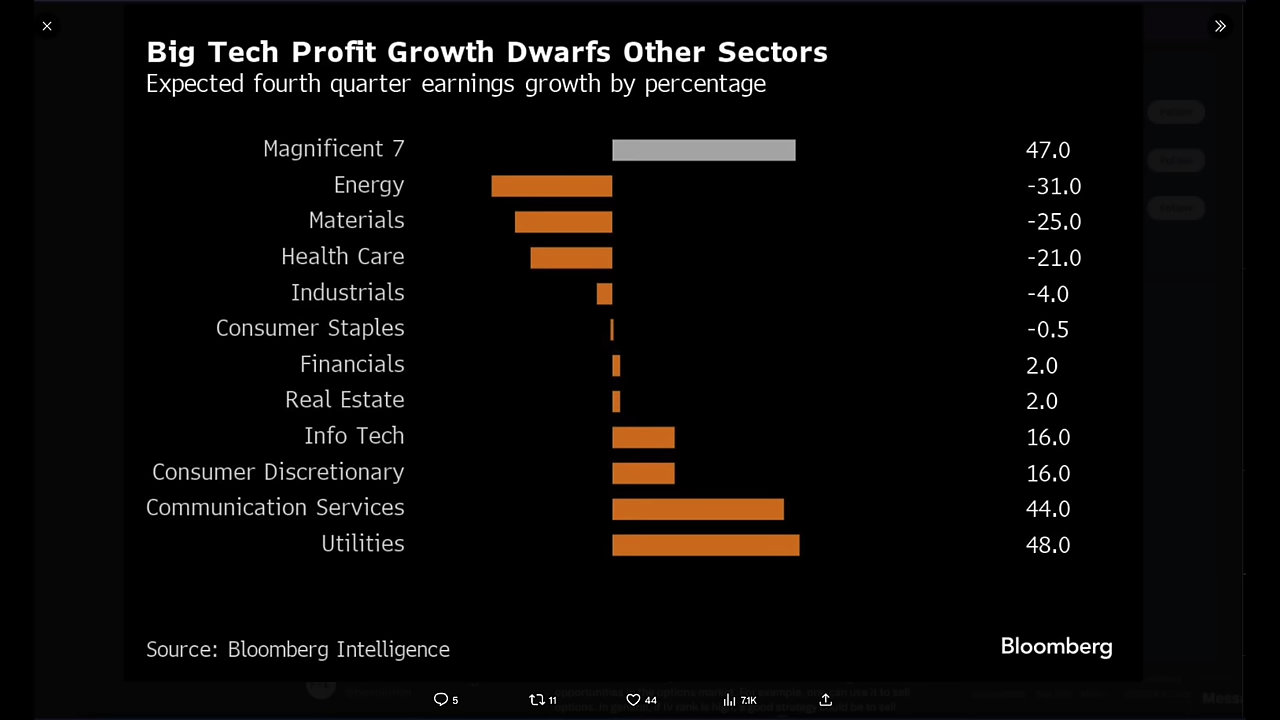 Big Tech Profit Growth Dwarfs Other Sectors
Expected fourth quarter earnings growth by percentage
Magnificent 7 47.0
Energy -31.0
Materials -25.0
Health Care -21.0
Industrials -4.0
Consumer Staples -0.5
Financials 2.0
Real Estate 2.0
Info Tech 16.0
Consumer Discretionary 16.0
Communication Services 44.0
Utilities 48.0
Source: Bloomberg Intelligence Bloomberg
5 11 44 7.1K